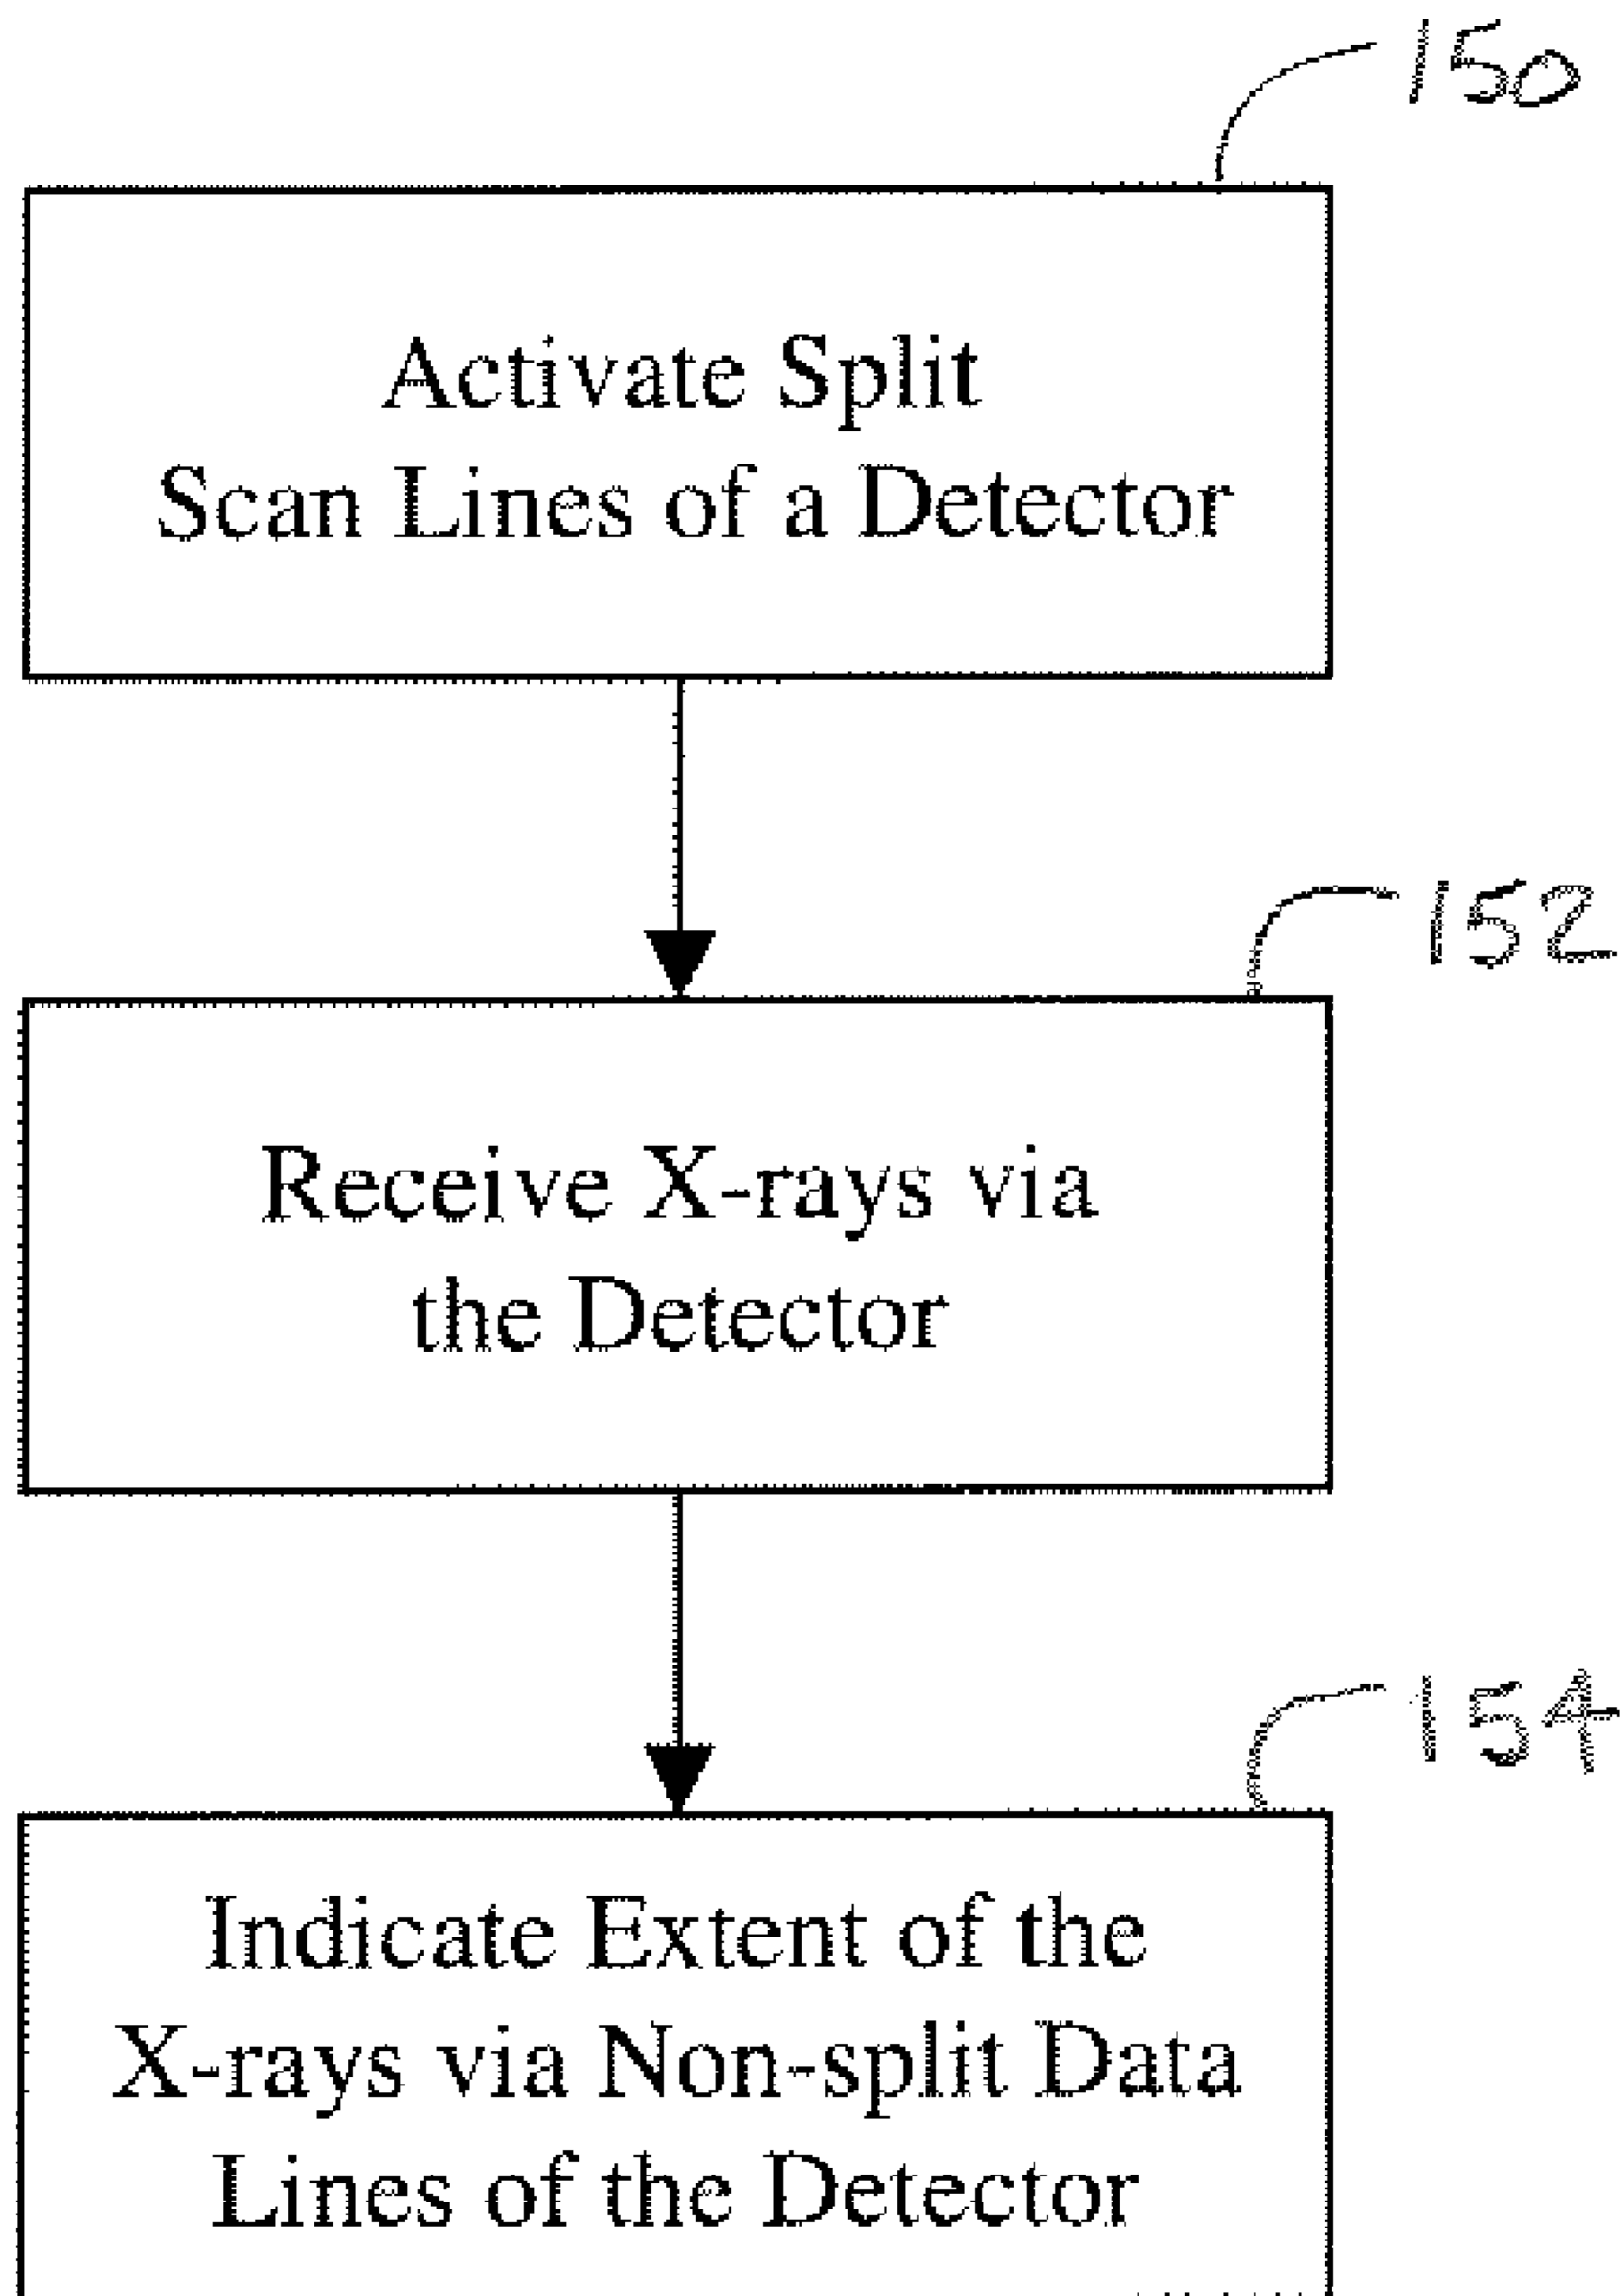 150
Activate Split
Scan Lines of a Detector
152
Receive X-rays via
the Detector
154
Indicate Extent of the
X-rays via Non-split Data
Lines of the Detector